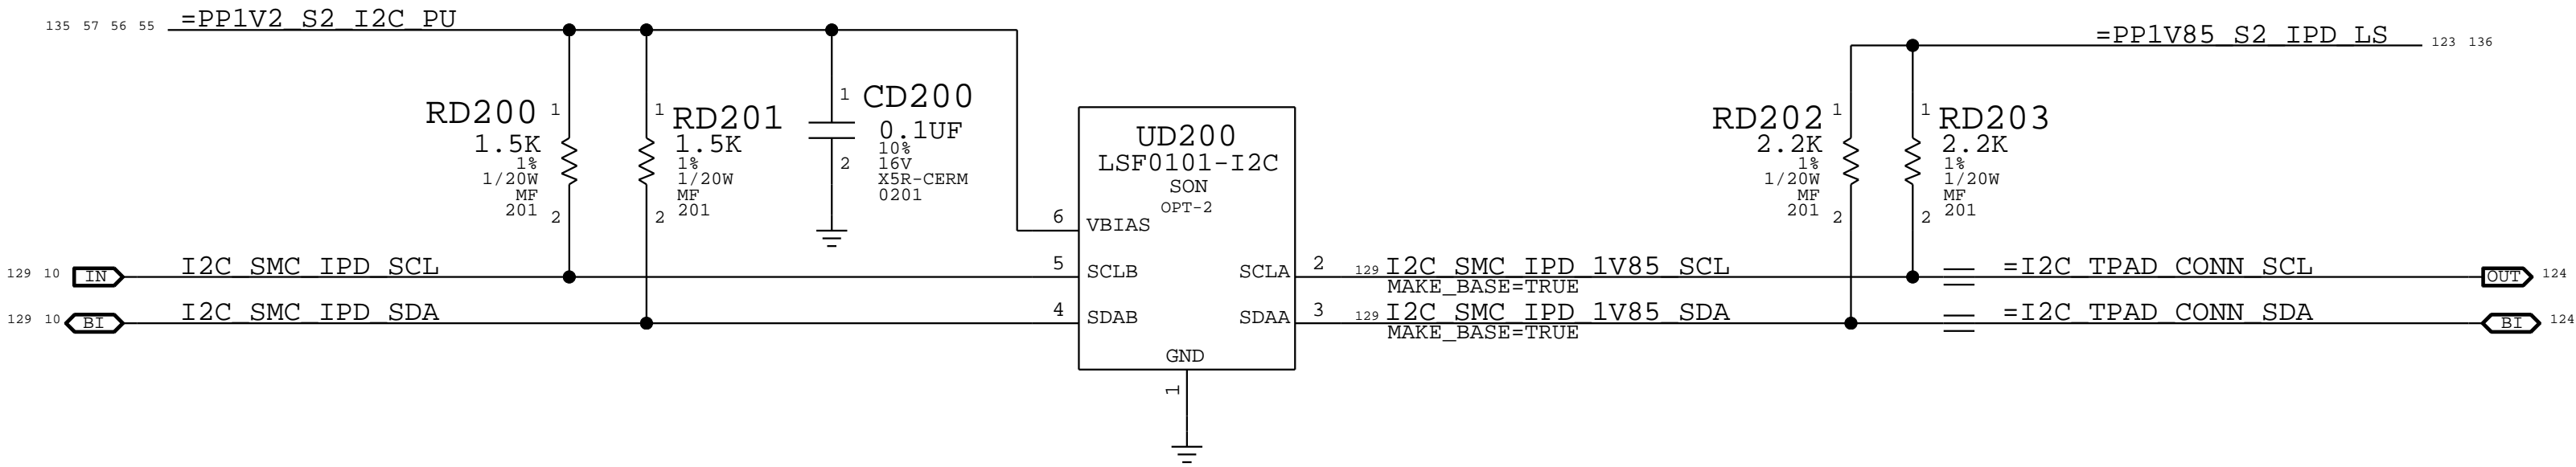 135 57 56 55 =PP1V2_S2_I2C_PU
=PP1V85_S2_IPD_LS 123 136
RD200 1
1.5K
1%
1/20W
MF
201 2
1 RD201
1.5K
1%
1/20W
MF
2 201
1 CD200
0.1UF
10%
2 16V
X5R-CERM
0201
UD200
LSF0101-I2C
SON
OPT-2
6 VBIAS
5 SCLB
4 SDAB
SCLA 2
SDAA 3
GND
1
RD202 1
2.2K
1%
1/20W
MF
201 2
1 RD203
2.2K
1%
1/20W
MF
2 201
129 10 IN I2C_SMC_IPD_SCL
129 10 BI I2C_SMC_IPD_SDA
129 I2C_SMC_IPD_1V85_SCL
MAKE_BASE=TRUE
129 I2C_SMC_IPD_1V85_SDA
MAKE_BASE=TRUE
=I2C_TPAD_CONN_SCL OUT 124
=I2C_TPAD_CONN_SDA BI 124